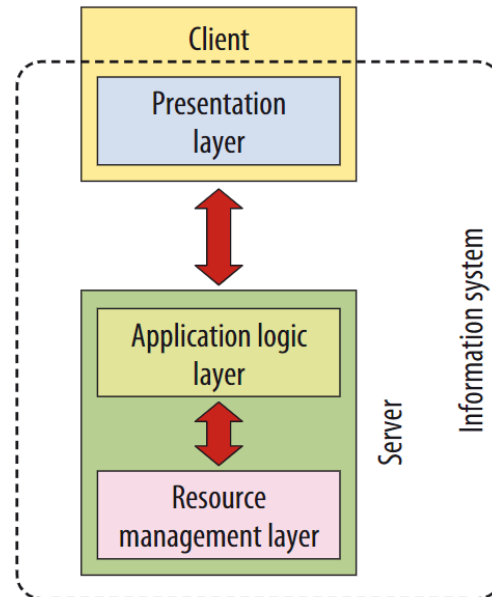 Client
Presentation
layer
Application logic
layer
Resource
management layer
Server
Information system